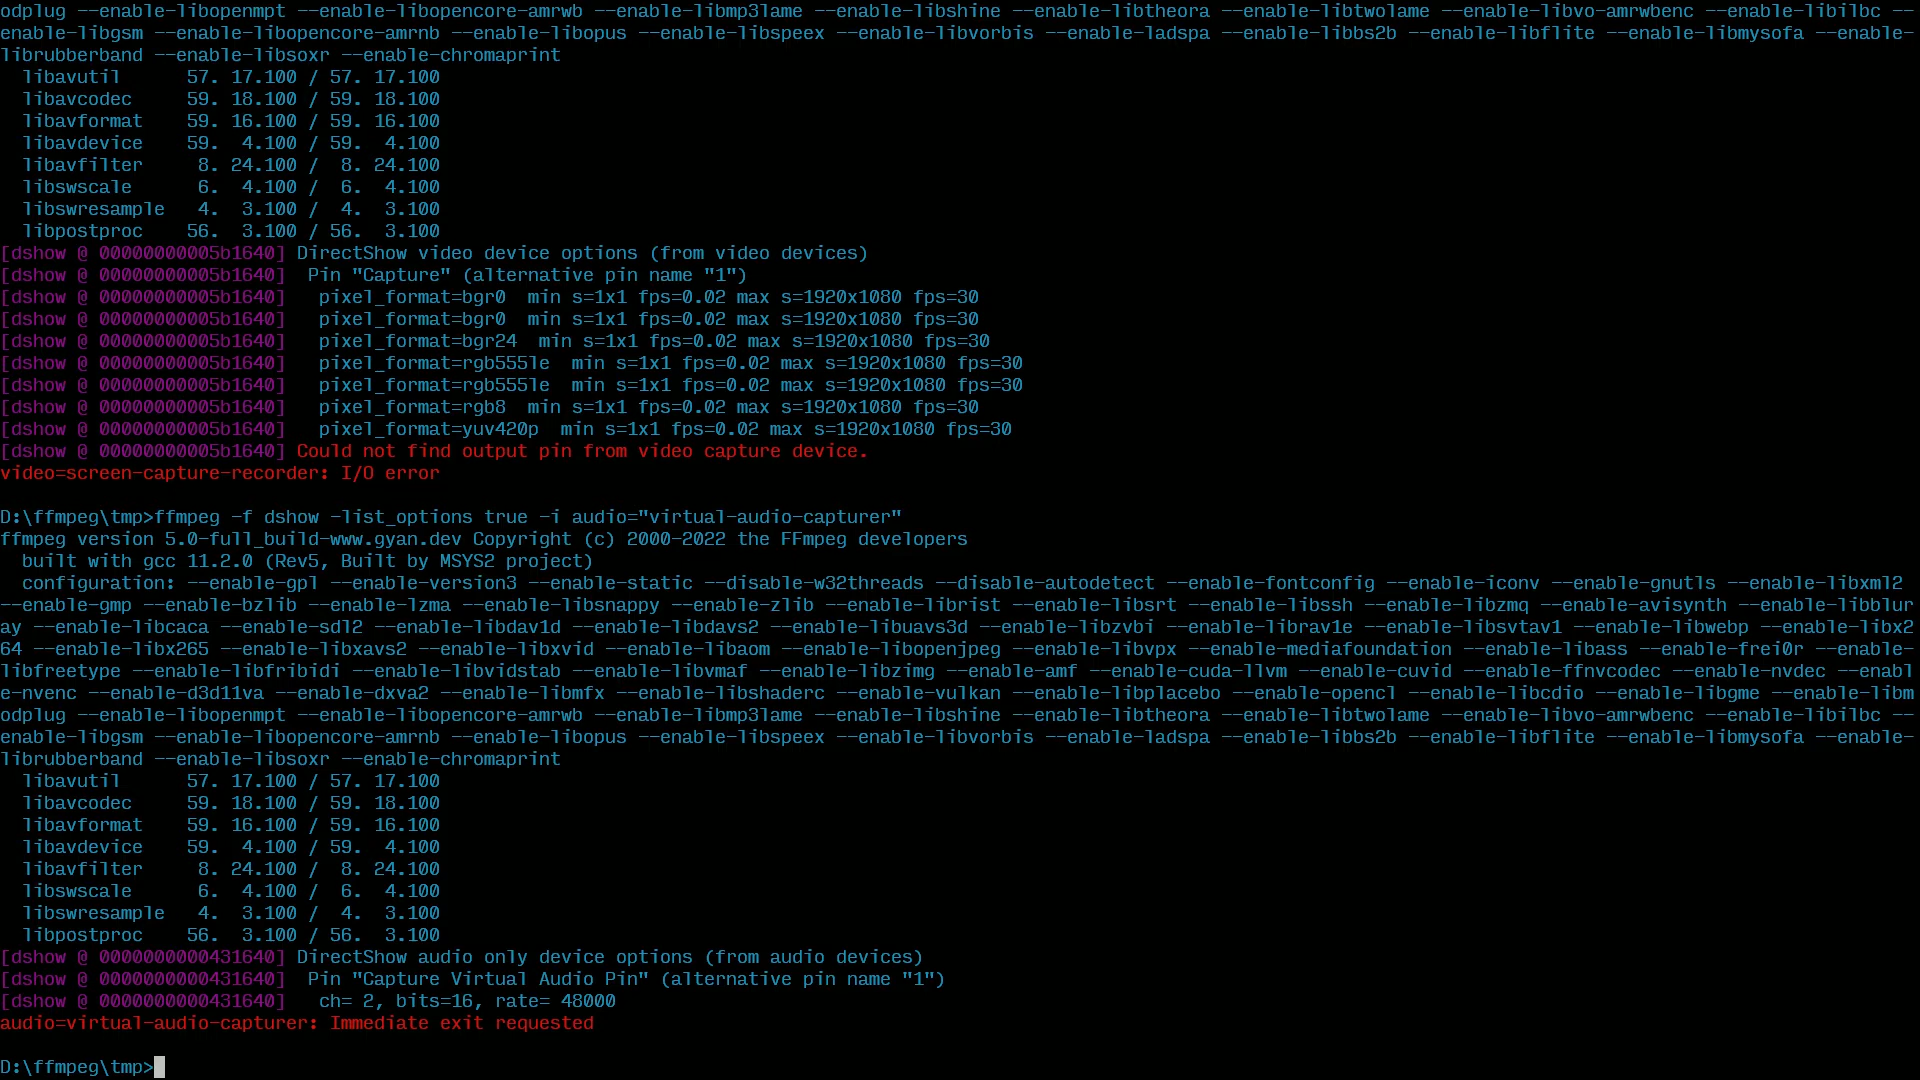 odplug --enable-libopenmpt --enable-libopencore-amrwb --enable-libmp3lame --enable-libshine --enable-libtheora --enable-libtwolame --enable-libvo-amrwbenc --enable-libilbc --
enable-libgsm --enable-libopencore-amrnb --enable-libopus --enable-libspeex --enable-libvorbis --enable-ladspa --enable-libbs2b --enable-libflite --enable-libmysofa --enable-
librubberband --enable-libsoxr --enable-chromaprint
  libavutil      57. 17.100 / 57. 17.100
  libavcodec     59. 18.100 / 59. 18.100
  libavformat    59. 16.100 / 59. 16.100
  libavdevice    59.  4.100 / 59.  4.100
  libavfilter     8. 24.100 /  8. 24.100
  libswscale      6.  4.100 /  6.  4.100
  libswresample   4.  3.100 /  4.  3.100
  libpostproc    56.  3.100 / 56.  3.100
[dshow @ 00000000005b1640] DirectShow video device options (from video devices)
[dshow @ 00000000005b1640]  Pin "Capture" (alternative pin name "1")
[dshow @ 00000000005b1640]   pixel_format=bgr0  min s=1x1 fps=0.02 max s=1920x1080 fps=30
[dshow @ 00000000005b1640]   pixel_format=bgr0  min s=1x1 fps=0.02 max s=1920x1080 fps=30
[dshow @ 00000000005b1640]   pixel_format=bgr24  min s=1x1 fps=0.02 max s=1920x1080 fps=30
[dshow @ 00000000005b1640]   pixel_format=rgb555le  min s=1x1 fps=0.02 max s=1920x1080 fps=30
[dshow @ 00000000005b1640]   pixel_format=rgb555le  min s=1x1 fps=0.02 max s=1920x1080 fps=30
[dshow @ 00000000005b1640]   pixel_format=rgb8  min s=1x1 fps=0.02 max s=1920x1080 fps=30
[dshow @ 00000000005b1640]   pixel_format=yuv420p  min s=1x1 fps=0.02 max s=1920x1080 fps=30
[dshow @ 00000000005b1640] Could not find output pin from video capture device.
video=screen-capture-recorder: I/O error

D:\ffmpeg\tmp>ffmpeg -f dshow -list_options true -i audio="virtual-audio-capturer"
ffmpeg version 5.0-full_build-www.gyan.dev Copyright (c) 2000-2022 the FFmpeg developers
  built with gcc 11.2.0 (Rev5, Built by MSYS2 project)
  configuration: --enable-gpl --enable-version3 --enable-static --disable-w32threads --disable-autodetect --enable-fontconfig --enable-iconv --enable-gnutls --enable-libxml2 
--enable-gmp --enable-bzlib --enable-lzma --enable-libsnappy --enable-zlib --enable-librist --enable-libsrt --enable-libssh --enable-libzmq --enable-avisynth --enable-libblur
ay --enable-libcaca --enable-sdl2 --enable-libdav1d --enable-libdavs2 --enable-libuavs3d --enable-libzvbi --enable-librav1e --enable-libsvtav1 --enable-libwebp --enable-libx2
64 --enable-libx265 --enable-libxavs2 --enable-libxvid --enable-libaom --enable-libopenjpeg --enable-libvpx --enable-mediafoundation --enable-libass --enable-frei0r --enable-
libfreetype --enable-libfribidi --enable-libvidstab --enable-libvmaf --enable-libzimg --enable-amf --enable-cuda-llvm --enable-cuvid --enable-ffnvcodec --enable-nvdec --enabl
e-nvenc --enable-d3d11va --enable-dxva2 --enable-libmfx --enable-libshaderc --enable-vulkan --enable-libplacebo --enable-opencl --enable-libcdio --enable-libgme --enable-libm
odplug --enable-libopenmpt --enable-libopencore-amrwb --enable-libmp3lame --enable-libshine --enable-libtheora --enable-libtwolame --enable-libvo-amrwbenc --enable-libilbc --
enable-libgsm --enable-libopencore-amrnb --enable-libopus --enable-libspeex --enable-libvorbis --enable-ladspa --enable-libbs2b --enable-libflite --enable-libmysofa --enable-
librubberband --enable-libsoxr --enable-chromaprint
  libavutil      57. 17.100 / 57. 17.100
  libavcodec     59. 18.100 / 59. 18.100
  libavformat    59. 16.100 / 59. 16.100
  libavdevice    59.  4.100 / 59.  4.100
  libavfilter     8. 24.100 /  8. 24.100
  libswscale      6.  4.100 /  6.  4.100
  libswresample   4.  3.100 /  4.  3.100
  libpostproc    56.  3.100 / 56.  3.100
[dshow @ 0000000000431640] DirectShow audio only device options (from audio devices)
[dshow @ 0000000000431640]  Pin "Capture Virtual Audio Pin" (alternative pin name "1")
[dshow @ 0000000000431640]   ch= 2, bits=16, rate= 48000
audio=virtual-audio-capturer: Immediate exit requested

D:\ffmpeg\tmp>